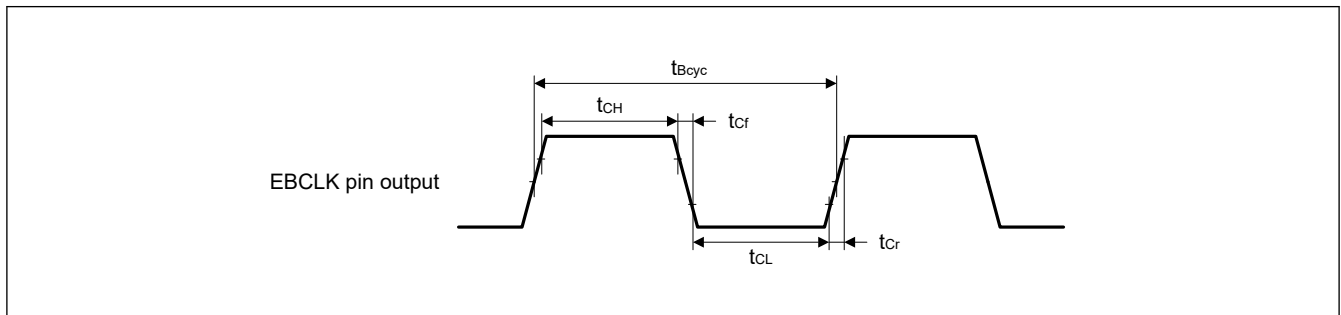 tBcyc
tCH
tCf
EBCLK pin output
tCL
tCr